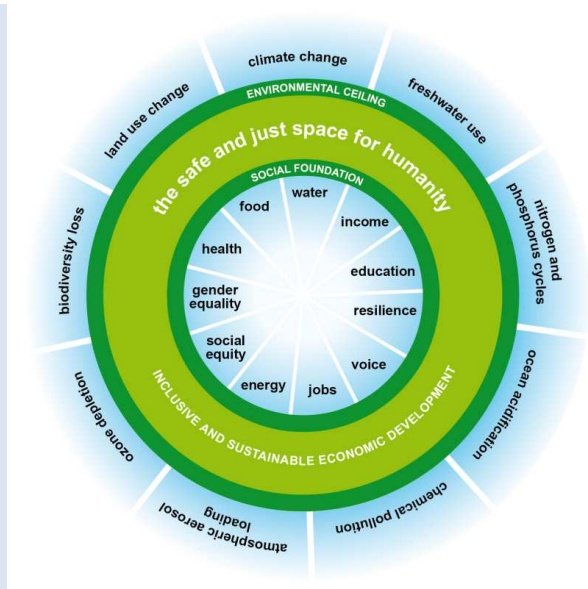 climate change
freshwater use
nitrogen and
phosphorus cycles
ocean acidification
chemical pollution
atmospheric aerosol
loading
ozone depletion
biodiversity loss
land use change
ENVIRONMENTAL CEILING
the safe and just space for humanity
SOCIAL FOUNDATION
water
income
education
resilience
voice
jobs
energy
social
equity
gender
equality
health
food
INCLUSIVE AND SUSTAINABLE ECONOMIC DEVELOPMENT